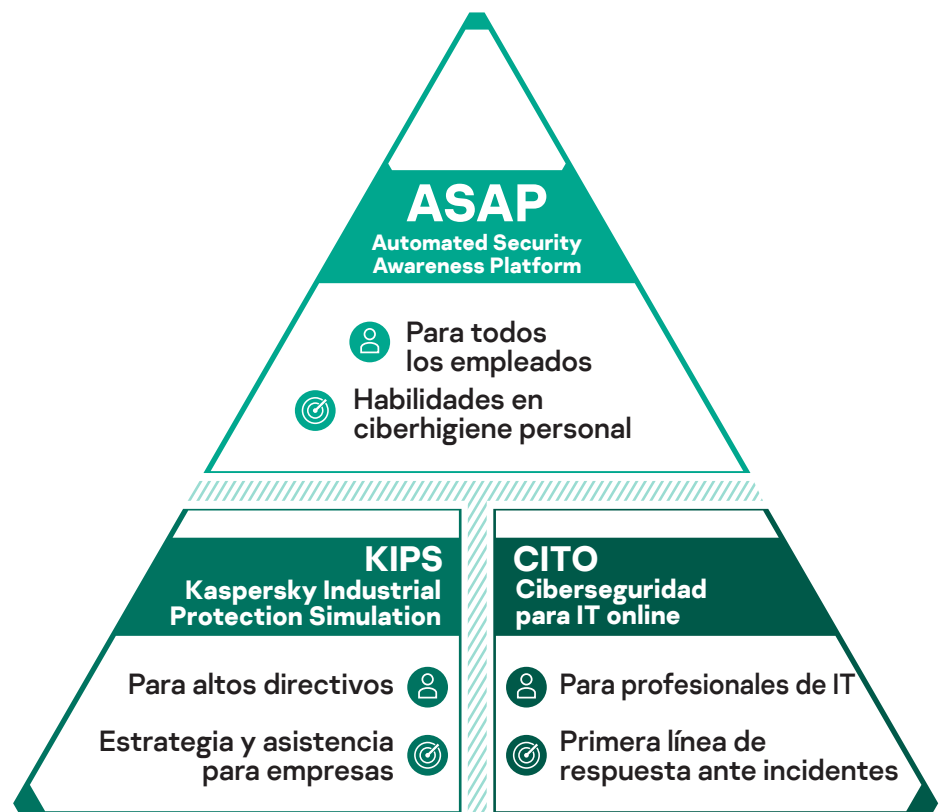 ASAP
Automated Security
Awareness Platform
Para todos
los empleados
Habilidades en
ciberhigiene personal
KIPS
Kaspersky Industrial
Protection Simulation
Para altos directivos
Estrategia y asistencia
para empresas
CITO
Ciberseguridad
para IT online
Para profesionales de IT
Primera línea de
respuesta ante incidentes